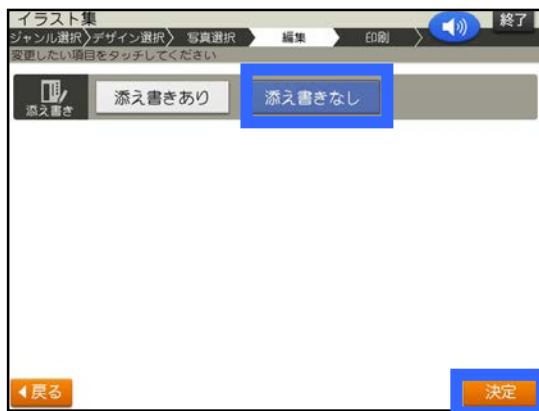 イラスト集
終了
ジャンル選択〉デザイン選択〉 写真選択 編集 印刷
変更したい項目をタッチしてください
添え書き 添え書きあり 添え書きなし
戻る 決定